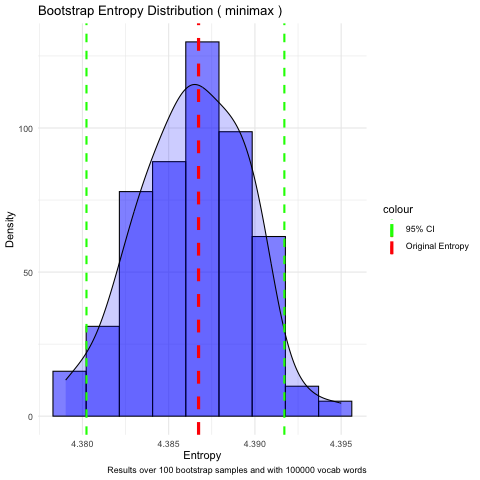 Bootstrap Entropy Distribution ( minimax )
100
50
0
Density
4.380
4.385
4.390
4.395
Entropy
colour
95% CI
Original Entropy
Results over 100 bootstrap samples and with 100000 vocab words